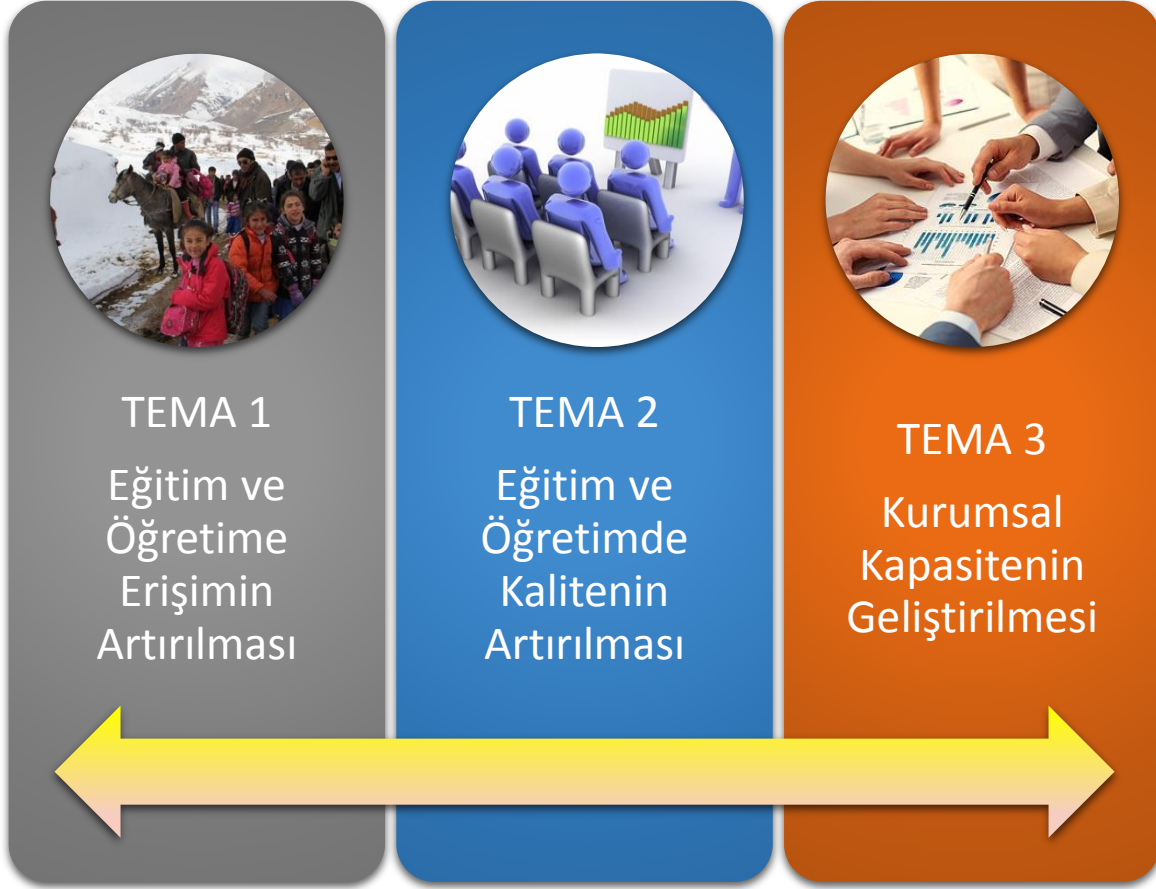 TEMA 1
Eğitim ve
Öğretime
Erişimin
Artırılması
TEMA 2
Eğitim ve
Öğretimde
Kalitenin
Artırılması
TEMA 3
Kurumsal
Kapasitenin
Geliştirilmesi